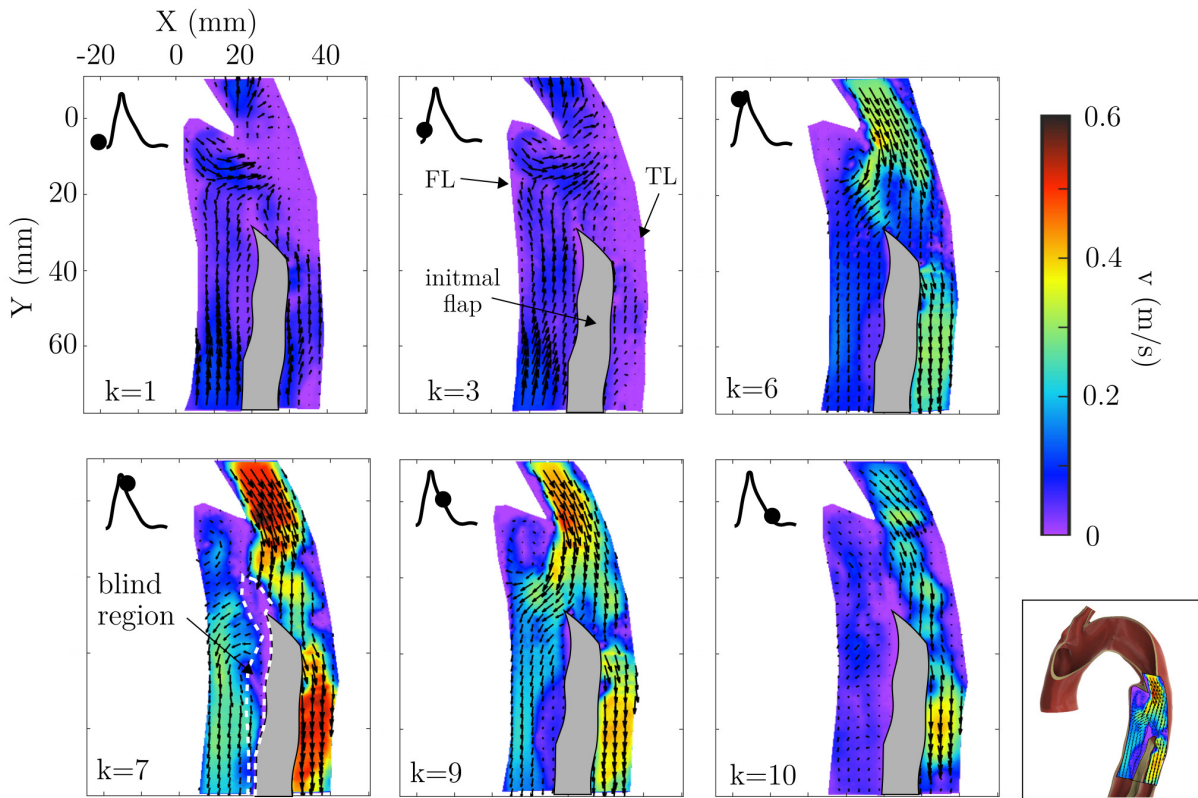 X (mm)
-20 0 20 40
Y (mm)
0
20
40
60
k=1
FL
TL
initmal
flap
k=3
k=6
0.6
0.4
0.2
0
v (m/s)
blind
region
k=7
k=9
k=10